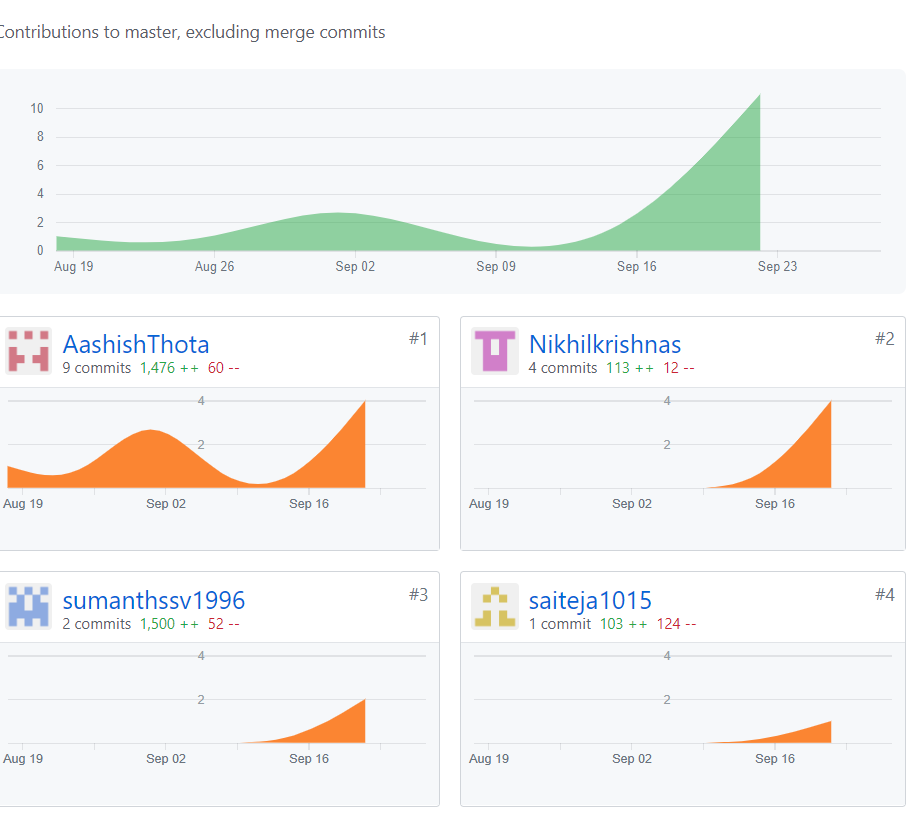 Contributions to master, excluding merge commits
10
8
6
4
2
0
Aug 19 Aug 26 Sep 02 Sep 09 Sep 16 Sep 23
AashishThota #1
9 commits 1,476 ++ 60 --
4
2
Aug 19 Sep 02 Sep 16
Nikhilkrishnas #2
4 commits 113 ++ 12 --
4
2
Aug 19 Sep 02 Sep 16
sumanthssv1996 #3
2 commits 1,500 ++ 52 --
4
2
Aug 19 Sep 02 Sep 16
saiteja1015 #4
1 commit 103 ++ 124 --
4
2
Aug 19 Sep 02 Sep 16